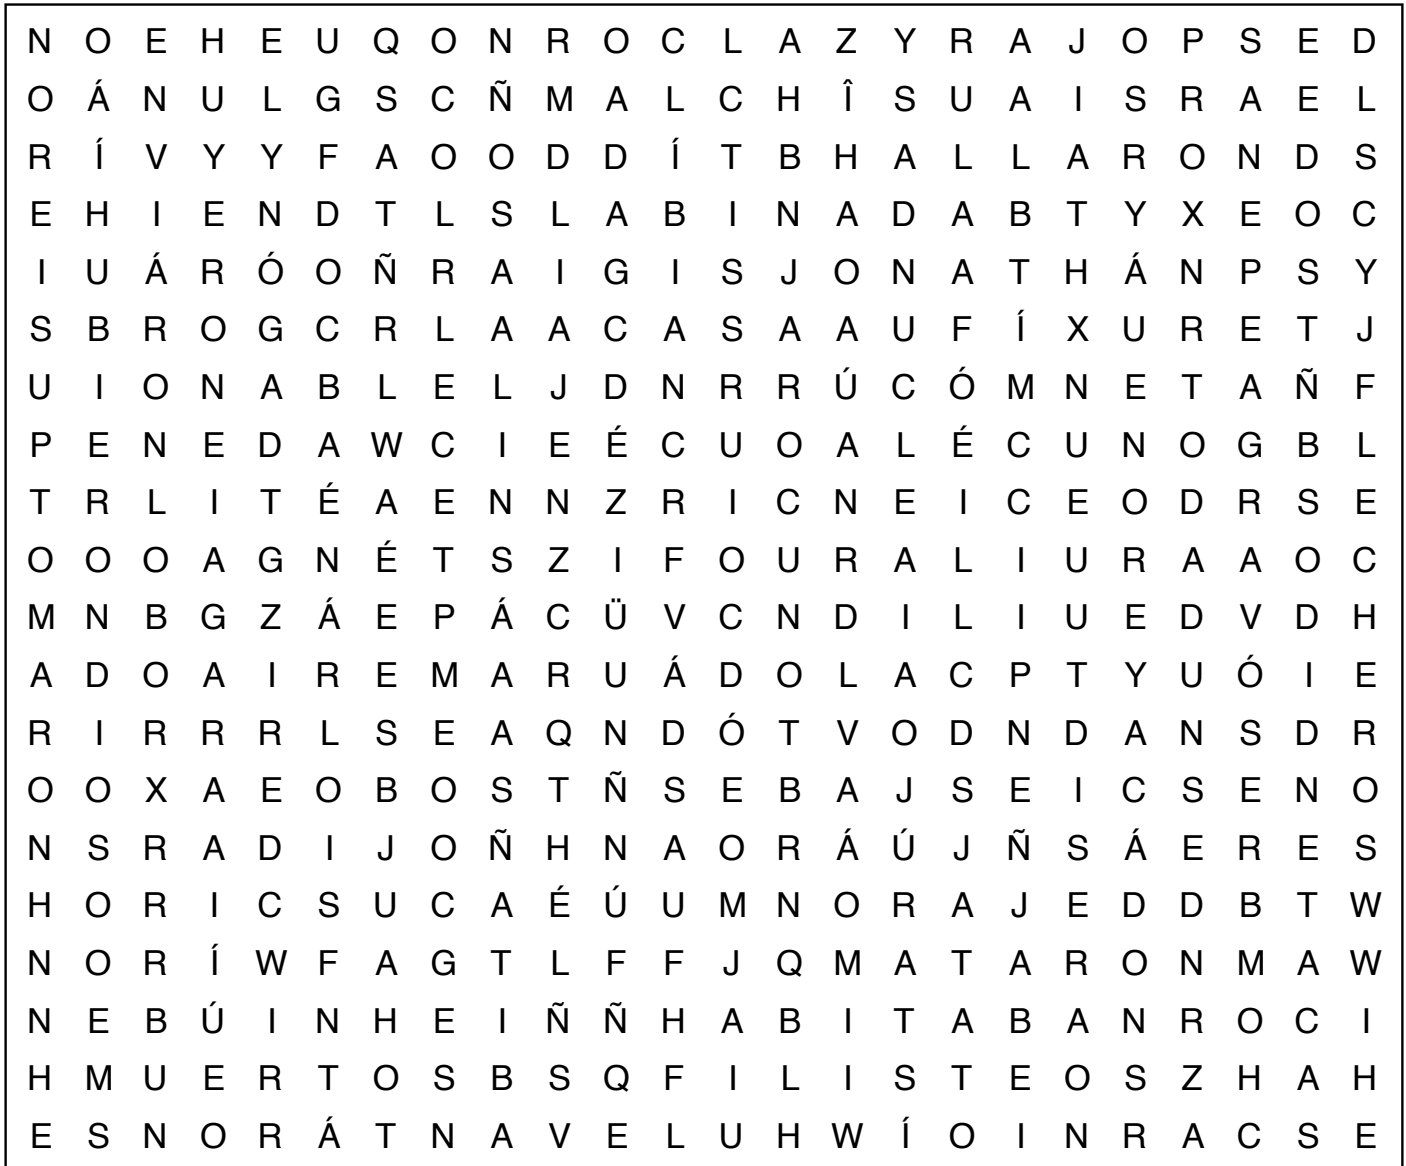 N O E H E U Q O N R O C L A Z Y R A J O P S E D
O Á N U L G S C Ñ M A L C H Î S U A I S R A E L
R Í V Y Y F A O O D D Í T B H A L L A R O N D S
E H I E N D T L S L A B I N A D A B T Y X E O C
I U Á R Ó O Ñ R A I G I S J O N A T H Á N P S Y
S B R O G C R L A A C A S A A U F Í X U R E T J
U I O N A B L E L J D N R R Ú C Ó M N E T A Ñ F
P E N E D A W C I E É C U O A L É C U N O G B L
T R L I T É A E N N Z R I C N E I C E O D R S E
O O O A G N É T S Z I F O U R A L I U R A A O C
M N B G Z Á E P Á C Ü V C N D I L I U E D V D H
A D O A I R E M A R U Á D O L A C P T Y U Ó I E
R I R R R L S E A Q N D Ó T V O D N D A N S D R
O O X A E O B O S T Ñ S E B A J S E I C S E N O
N S R A D I J O Ñ H N A O R Á Ú J Ñ S Á E R E S
H O R I C S U C A É Ú U M N O R A J E D D B T W
N O R Í W F A G T L F F J Q M A T A R O N M A W
N E B Ú I N H E I Ñ Ñ H A B I T A B A N R O C I
H M U E R T O S B S Q F I L I S T E O S Z H A H
E S N O R Á T N A V E L U H W Í O I N R A C S E